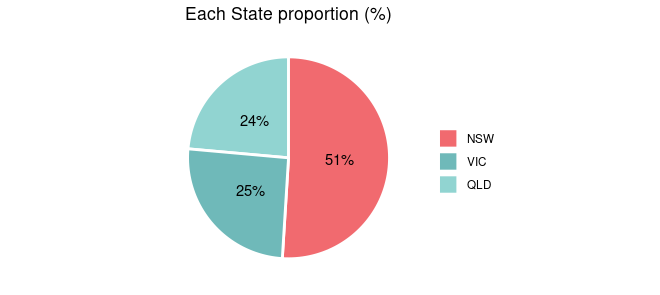 Each State proportion (%)
24%
51%
25%
NSW
VIC
QLD